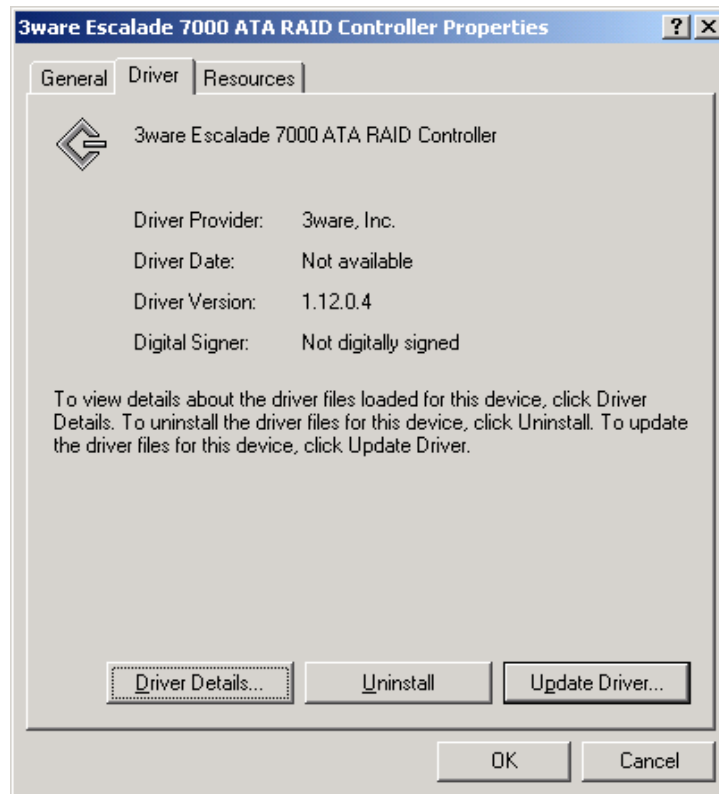 3ware Escalade 7000 ATA RAID Controller Properties
General Driver Resources
3ware Escalade 7000 ATA RAID Controller
Driver Provider: 3ware, Inc.
Driver Date: Not available
Driver Version: 1.12.0.4
Digital Signer: Not digitally signed
To view details about the driver files loaded for this device, click Driver
Details. To uninstall the driver files for this device, click Uninstall. To update
the driver files for this device, click Update Driver.
Driver Details... Uninstall Update Driver...
OK Cancel